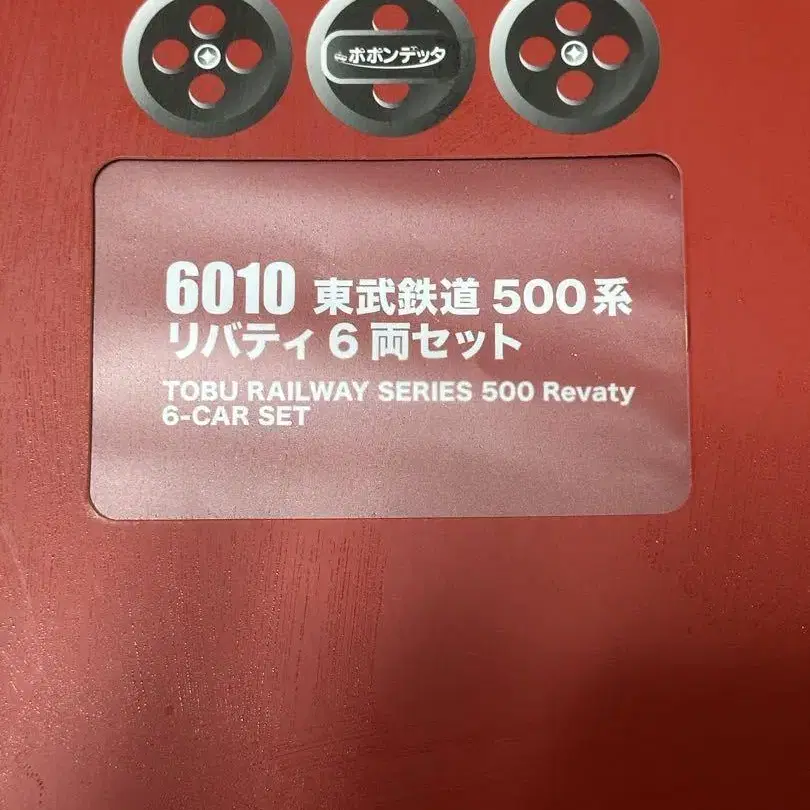 ポポンデッタ
6010 東武鉄道 500系
リバティ 6 両セット
TOBU RAILWAY SERIES 500 Revaty
6-CAR SET